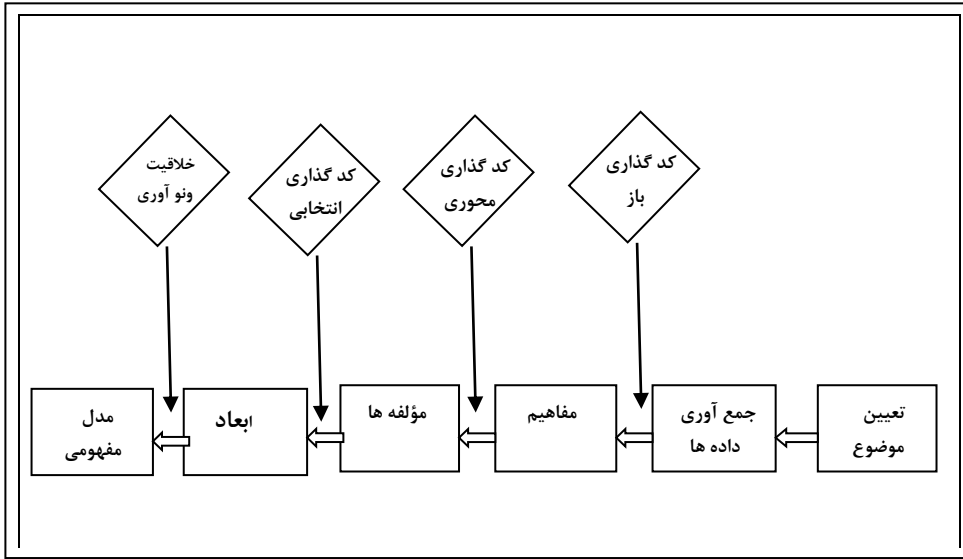 کد گذاری
باز
کد گذاری
محوری
کد گذاری
انتخابی
خلاقیت
ونو آوری
تعیین
موضوع
جمع آوری
داده ها
مفاهیم
مؤلفه ها
ابعاد
مدل
مفهومی